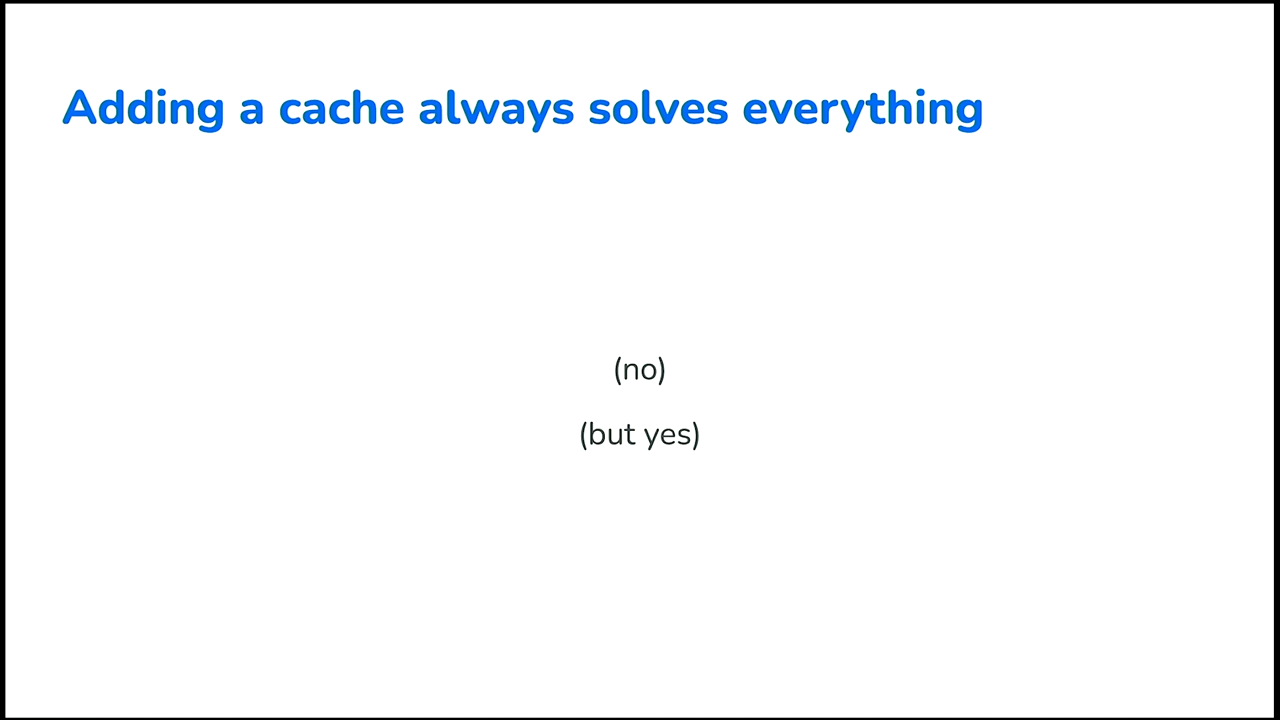 Adding a cache always solves everything
(no)
(but yes)